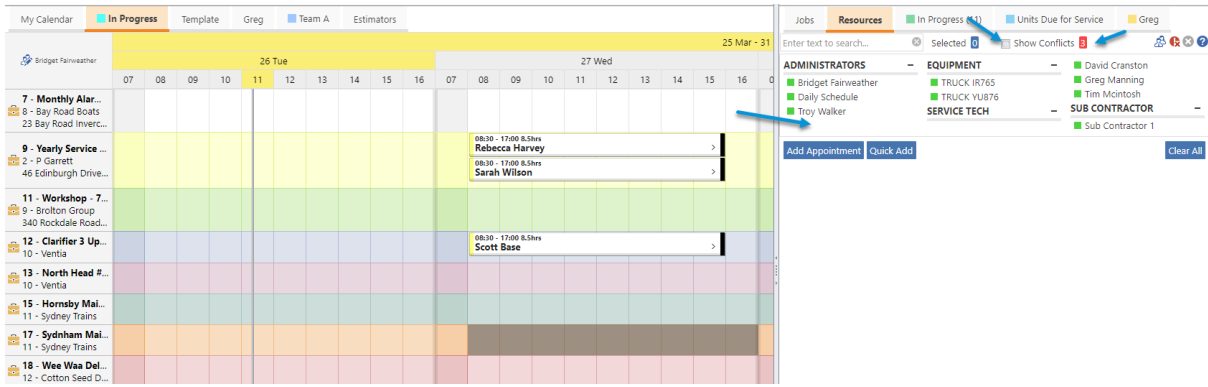 My Calendar In Progress Template Greg Team A Estimators
25 Mar - 31
Bridget Fairweather
26 Tue 27 Wed
07 08 09 10 11 12 13 14 15 16 07 08 09 10 11 12 13 14 15 16 0
7 - Monthly Alar...
8 - Bay Road Boats
23 Bay Road Inverc...
9 - Yearly Service ...
2 - P Garrett
46 Edinburgh Drive...
08:30 - 17:00 8.5hrs
Rebecca Harvey >
08:30 - 17:00 8.5hrs
Sarah Wilson >
11 - Workshop - 7...
9 - Brolton Group
340 Rockdale Road...
12 - Clarifier 3 Up...
10 - Ventia
08:30 - 17:00 8.5hrs
Scott Base >
13 - North Head #...
10 - Ventia
15 - Hornsby Mai...
11 - Sydney Trains
17 - Sydnham Mai...
11 - Sydney Trains
18 - Wee Waa Del...
12 - Cotton Seed D...
Jobs Resources In Progress (11) Units Due for Service Greg
Enter text to search... Selected 0 Show Conflicts 3
ADMINISTRATORS
Bridget Fairweather
Daily Schedule
Troy Walker
EQUIPMENT
TRUCK IR765
TRUCK YU876
SERVICE TECH
David Cranston
Greg Manning
Tim Mcintosh
SUB CONTRACTOR
Sub Contractor 1
Add Appointment Quick Add Clear All